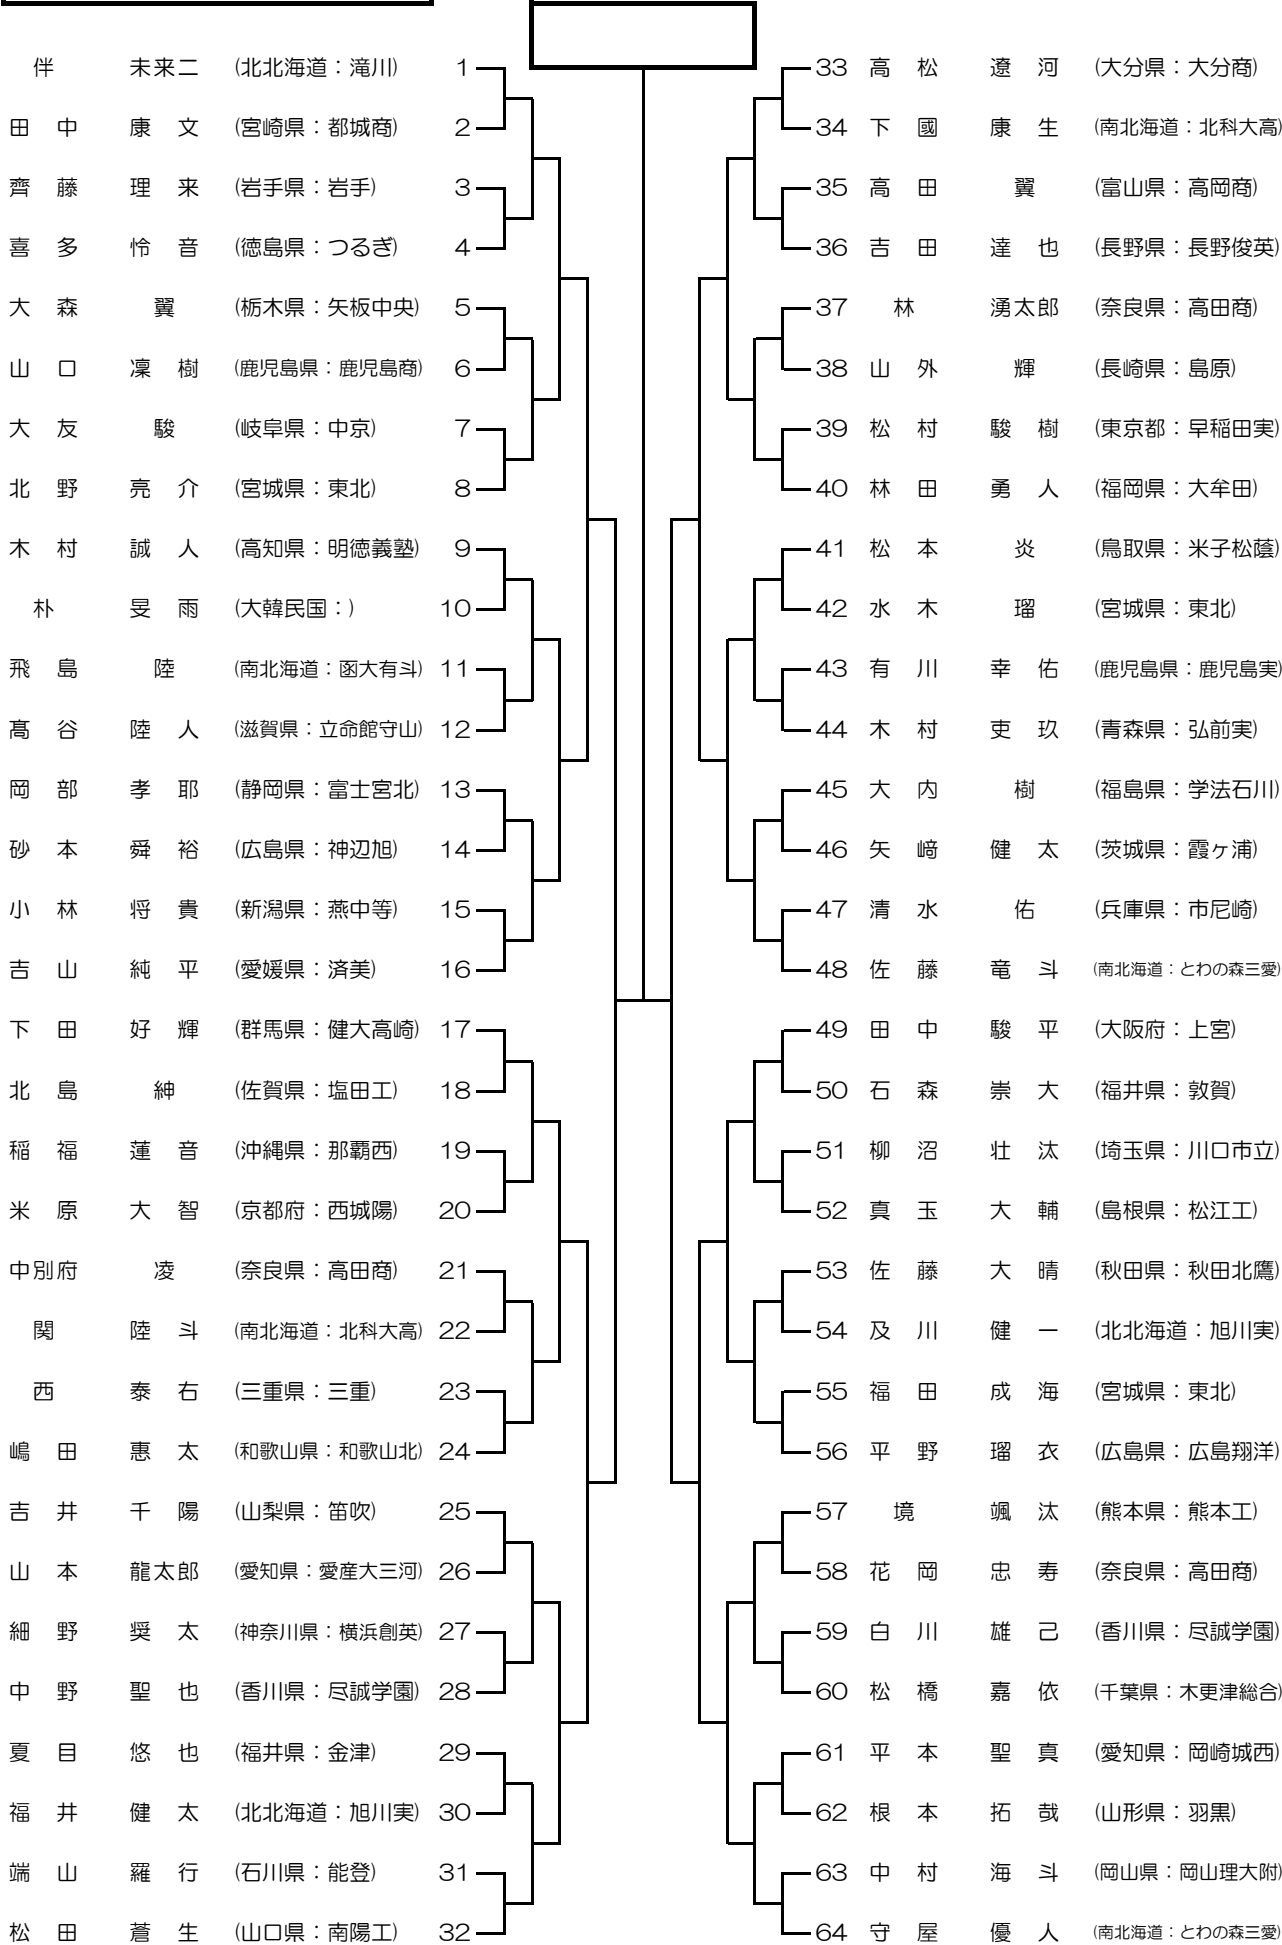 伴 未来二 (北北海道:滝川) 1
田中 康文 (宮崎県:都城商) 2
齊藤 理来 (岩手県:岩手) 3
喜多 怜音 (徳島県:つるぎ) 4
大森 翼 (栃木県:矢板中央) 5
山口 凜樹 (鹿児島県:鹿児島商) 6
大友 駿 (岐阜県:中京) 7
北野 亮介 (宮城県:東北) 8
木村 誠人 (高知県:明徳義塾) 9
朴 旻雨 (大韓民国:) 10
飛島 陸 (南北海道:函大有斗) 11
髙谷 陸人 (滋賀県:立命館守山) 12
岡部 孝耶 (静岡県:富士宮北) 13
砂本 舜裕 (広島県:神辺旭) 14
小林 将貴 (新潟県:燕中等) 15
吉山 純平 (愛媛県:済美) 16
下田 好輝 (群馬県:健大高崎) 17
北島 紳 (佐賀県:塩田工) 18
稲福 蓮音 (沖縄県:那覇西) 19
米原 大智 (京都府:西城陽) 20
中別府 凌 (奈良県:高田商) 21
関 陸斗 (南北海道:北科大高) 22
西 泰右 (三重県:三重) 23
嶋田 惠太 (和歌山県:和歌山北) 24
吉井 千陽 (山梨県:笛吹) 25
山本 龍太郎 (愛知県:愛産大三河) 26
細野 奨太 (神奈川県:横浜創英) 27
中野 聖也 (香川県:尽誠学園) 28
夏目 悠也 (福井県:金津) 29
福井 健太 (北北海道:旭川実) 30
端山 羅行 (石川県:能登) 31
松田 蒼生 (山口県:南陽工) 32
33 高松 遼河 (大分県:大分商)
34 下國 康生 (南北海道:北科大高)
35 高田 翼 (富山県:高岡商)
36 吉田 達也 (長野県:長野俊英)
37 林 湧太郎 (奈良県:高田商)
38 山外 輝 (長崎県:島原)
39 松村 駿樹 (東京都:早稲田実)
40 林田 勇人 (福岡県:大牟田)
41 松本 炎 (鳥取県:米子松蔭)
42 水木 瑠 (宮城県:東北)
43 有川 幸佑 (鹿児島県:鹿児島実)
44 木村 吏玖 (青森県:弘前実)
45 大内 樹 (福島県:学法石川)
46 矢﨑 健太 (茨城県:霞ヶ浦)
47 清水 佑 (兵庫県:市尼崎)
48 佐藤 竜斗 (南北海道:とわの森三愛)
49 田中 駿平 (大阪府:上宮)
50 石森 崇大 (福井県:敦賀)
51 柳沼 壮汰 (埼玉県:川口市立)
52 真玉 大輔 (島根県:松江工)
53 佐藤 大晴 (秋田県:秋田北鷹)
54 及川 健一 (北北海道:旭川実)
55 福田 成海 (宮城県:東北)
56 平野 瑠衣 (広島県:広島翔洋)
57 境 颯汰 (熊本県:熊本工)
58 花岡 忠寿 (奈良県:高田商)
59 白川 雄己 (香川県:尽誠学園)
60 松橋 嘉依 (千葉県:木更津総合)
61 平本 聖真 (愛知県:岡崎城西)
62 根本 拓哉 (山形県:羽黒)
63 中村 海斗 (岡山県:岡山理大附)
64 守屋 優人 (南北海道:とわの森三愛)